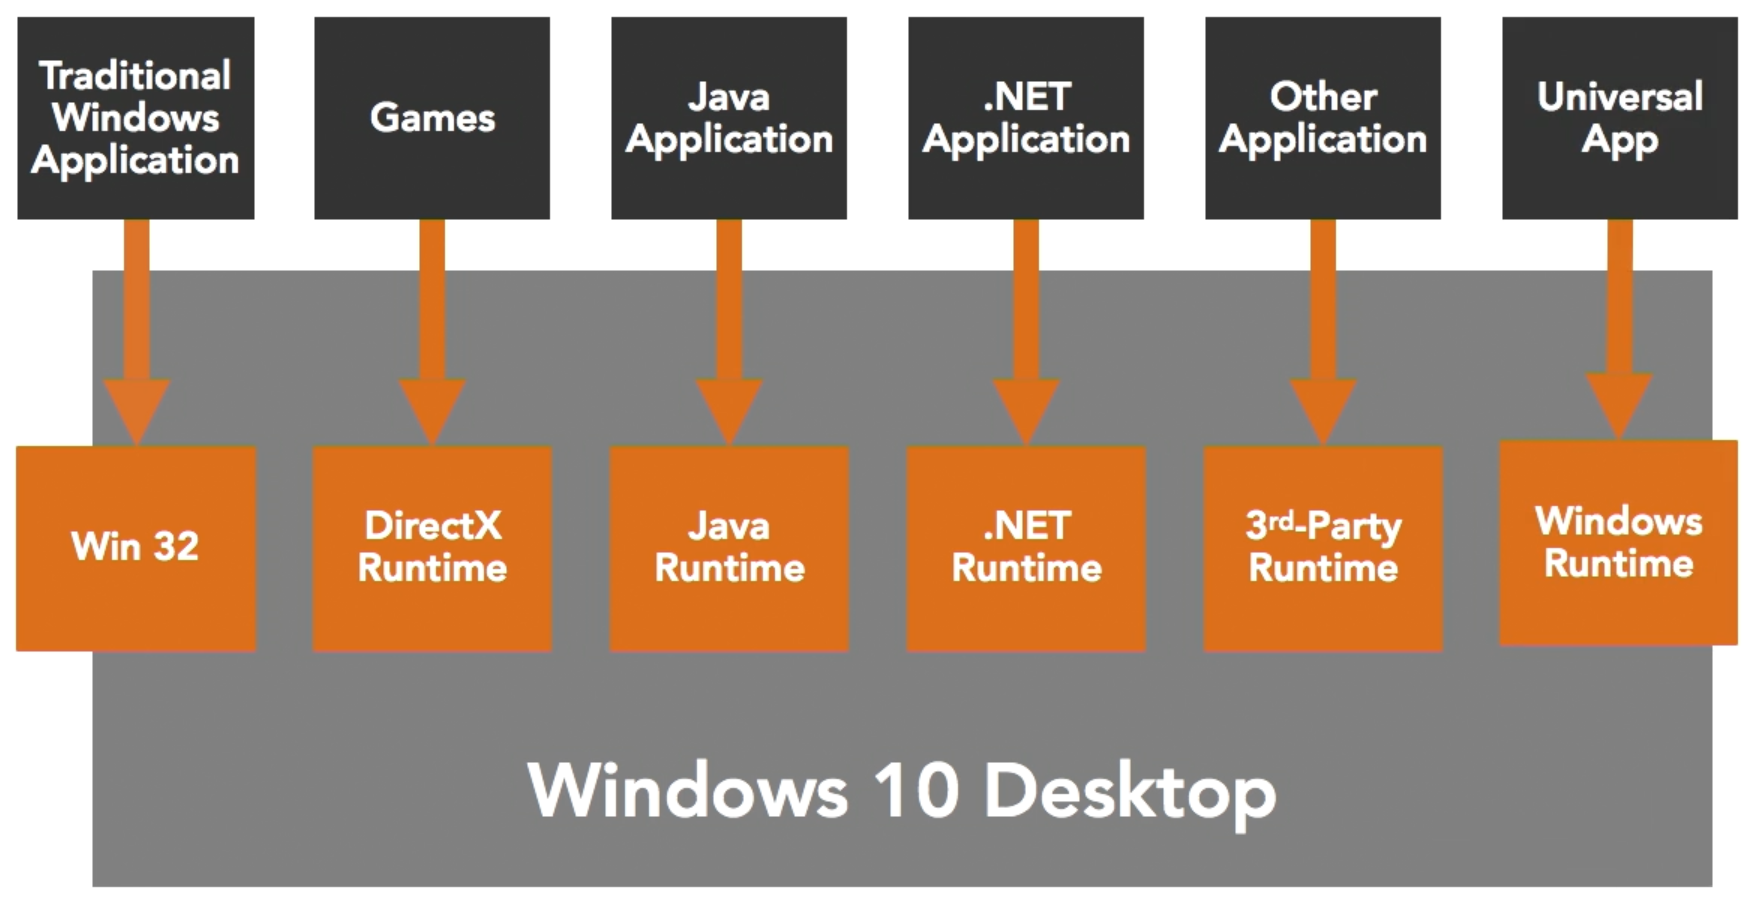 Traditional
Windows
Application
Games
Java
Application
.NET
Application
Other
Application
Universal
App
Win 32
DirectX
Runtime
Java
Runtime
.NET
Runtime
3rd-Party
Runtime
Windows
Runtime
Windows 10 Desktop